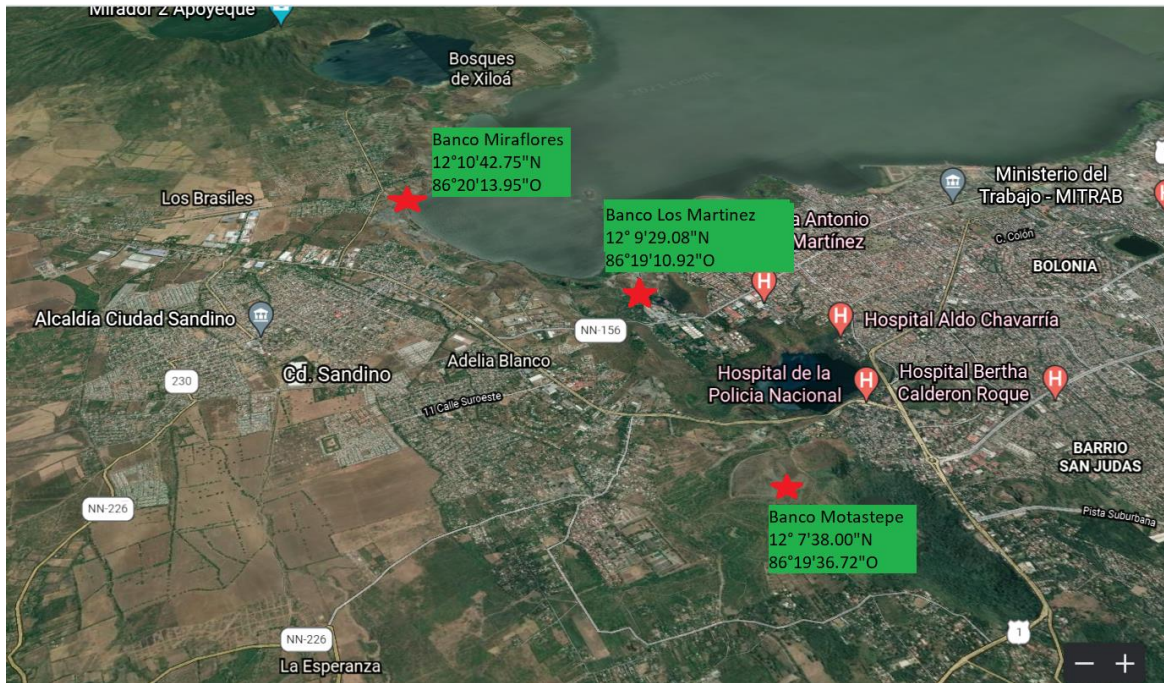 Mirador 2 Apoyeque
Bosques
de Xiloá
Banco Miraflores
12°10'42.75"N
86°20'13.95"O
Los Brasiles
Ministerio del
Trabajo - MITRAB
Banco Los Martinez
12° 9'29.08"N
86°19'10.92"O
a Antonio
Martínez
C. Colón
BOLONIA
Alcaldía Ciudad Sandino
NN-156
Hospital Aldo Chavarría
Adelia Blanco
Cd. Sandino
230
Hospital de la
Policia Nacional
Hospital Bertha
Calderon Roque
11 Calle Suroeste
BARRIO
SAN JUDAS
NN-226
Pista Suburbana
Banco Motastepe
12° 7'38.00"N
86°19'36.72"O
NN-226
La Esperanza
1
H
H
H
H
− +